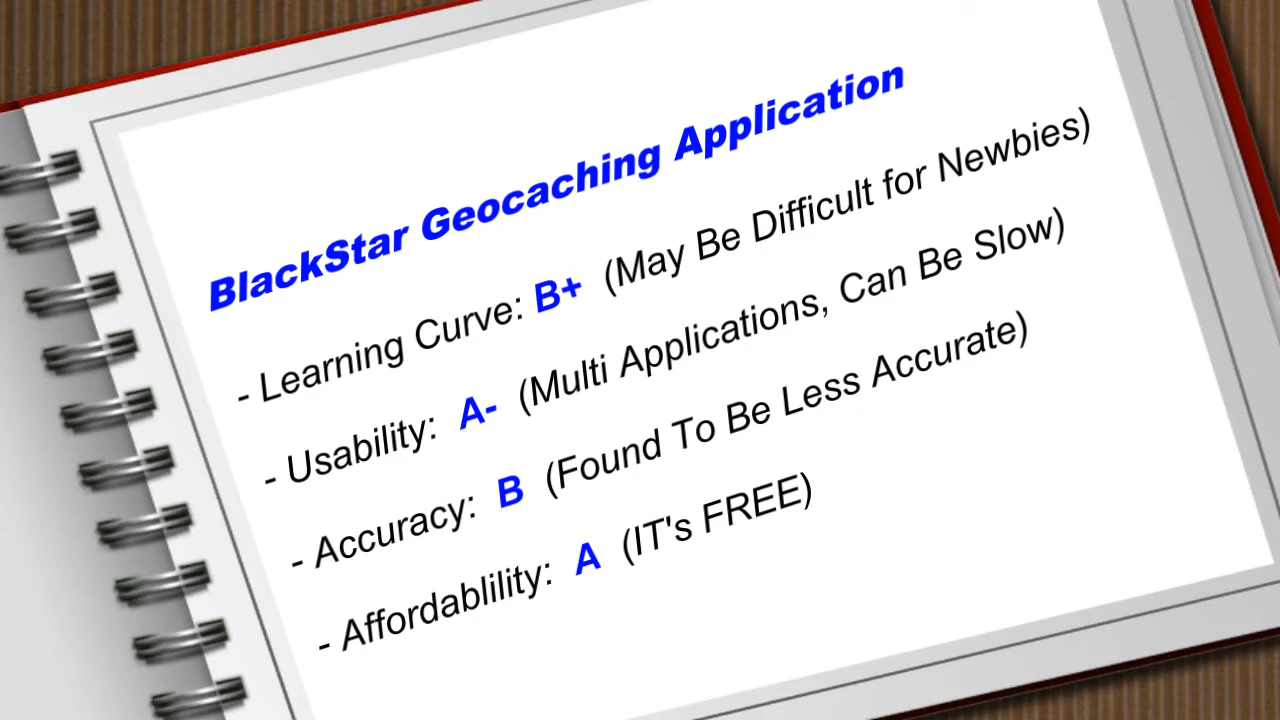 BlackStar Geocaching Application
- Learning Curve: B+ (May Be Difficult for Newbies)
- Usability: A- (Multi Applications, Can Be Slow)
- Accuracy: B (Found To Be Less Accurate)
- Affordablility: A (IT's FREE)